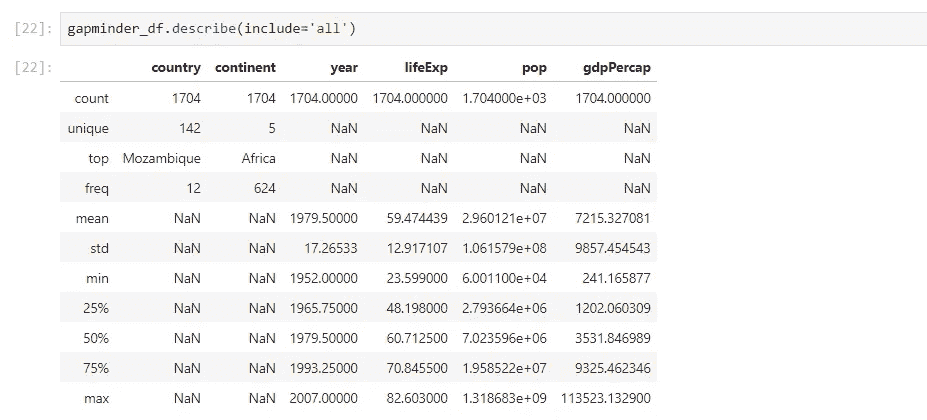 [22]: gapminder_df.describe(include='all')
[22]: country continent year lifeExp pop gdpPercap
count 1704 1704 1704.00000 1704.000000 1.704000e+03 1704.000000
unique 142 5 NaN NaN NaN NaN
top Mozambique Africa NaN NaN NaN NaN
freq 12 624 NaN NaN NaN NaN
mean NaN NaN 1979.50000 59.474439 2.960121e+07 7215.327081
std NaN NaN 17.26533 12.917107 1.061579e+08 9857.454543
min NaN NaN 1952.00000 23.599000 6.001100e+04 241.165877
25% NaN NaN 1965.75000 48.198000 2.793664e+06 1202.060309
50% NaN NaN 1979.50000 60.712500 7.023596e+06 3531.846989
75% NaN NaN 1993.25000 70.845500 1.958522e+07 9325.462346
max NaN NaN 2007.00000 82.603000 1.318683e+09 113523.132900